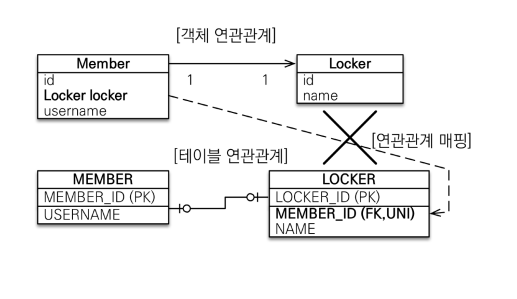 [객체 연관관계]
Member
id
Locker locker
username
1
1
Locker
id
name
[연관관계 매핑]
[테이블 연관관계]
MEMBER
MEMBER_ID (PK)
USERNAME
LOCKER
LOCKER_ID (PK)
MEMBER_ID (FK,UNI)
NAME